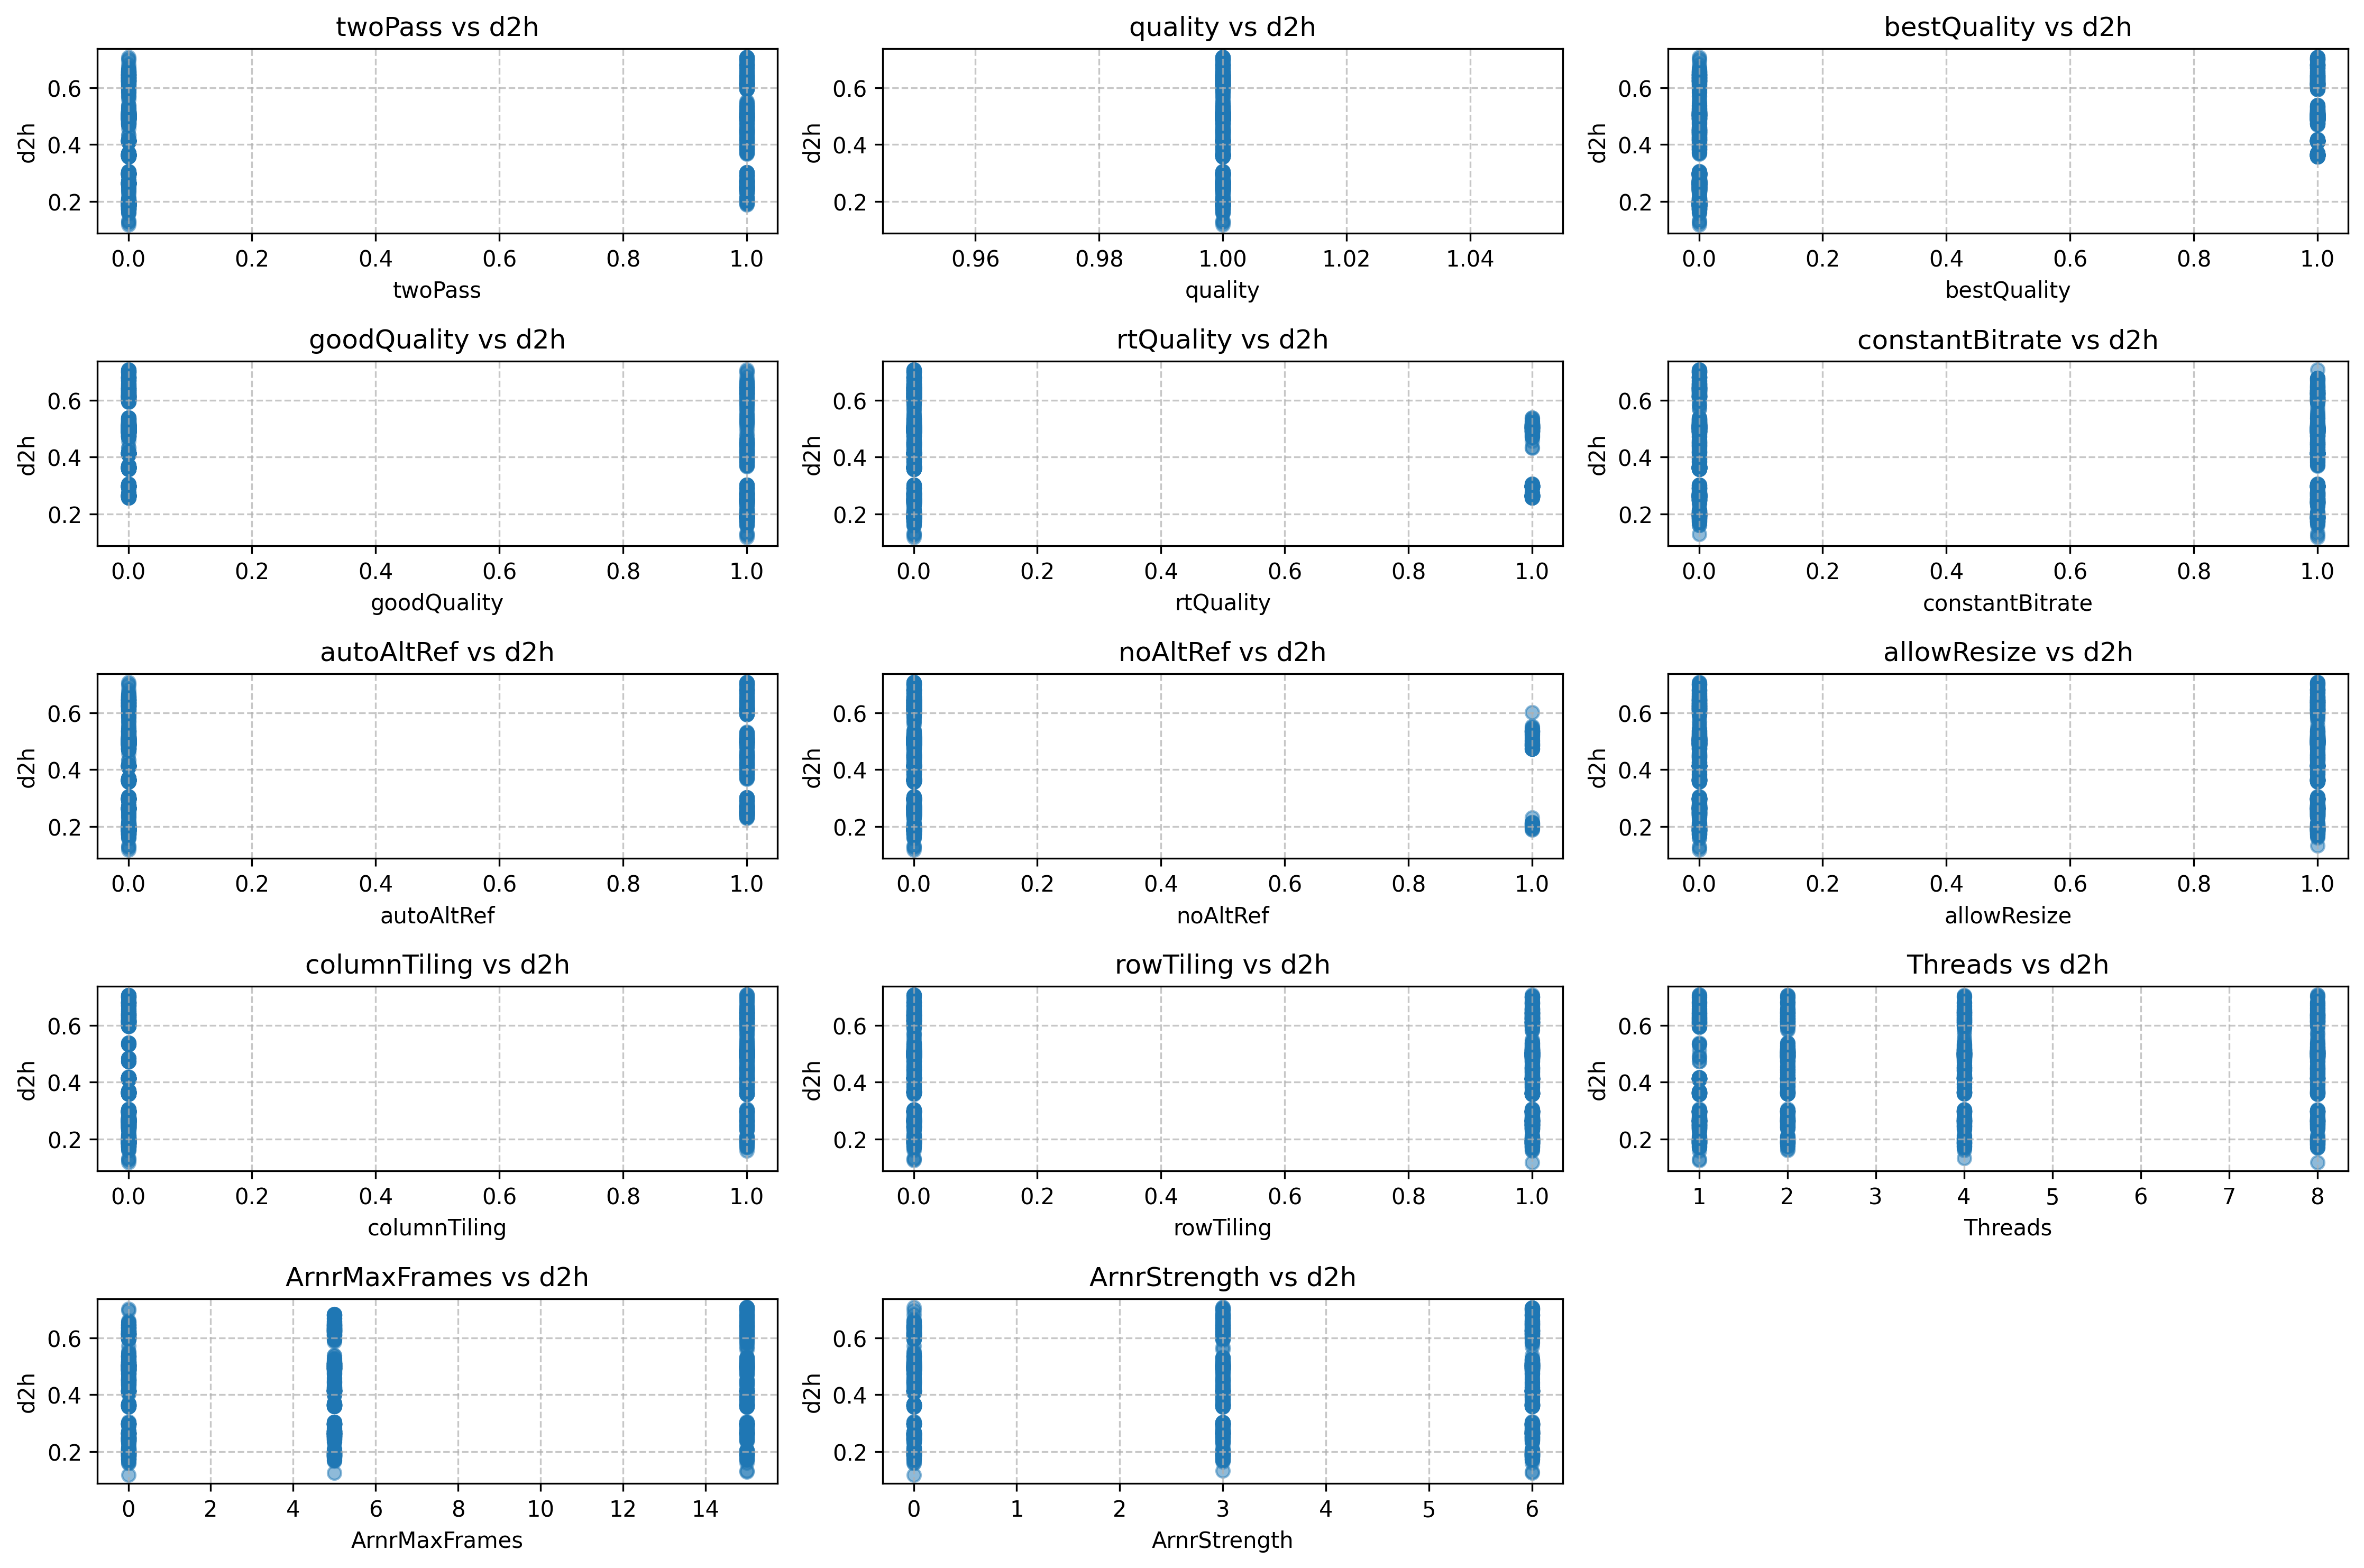 twoPass vs d2h
d2h
0.6
0.4
0.2
0.0 0.2 0.4 0.6 0.8 1.0
twoPass
quality vs d2h
d2h
0.6
0.4
0.2
0.96 0.98 1.00 1.02 1.04
quality
bestQuality vs d2h
d2h
0.6
0.4
0.2
0.0 0.2 0.4 0.6 0.8 1.0
bestQuality
goodQuality vs d2h
d2h
0.6
0.4
0.2
0.0 0.2 0.4 0.6 0.8 1.0
goodQuality
rtQuality vs d2h
d2h
0.6
0.4
0.2
0.0 0.2 0.4 0.6 0.8 1.0
rtQuality
constantBitrate vs d2h
d2h
0.6
0.4
0.2
0.0 0.2 0.4 0.6 0.8 1.0
constantBitrate
autoAltRef vs d2h
d2h
0.6
0.4
0.2
0.0 0.2 0.4 0.6 0.8 1.0
autoAltRef
noAltRef vs d2h
d2h
0.6
0.4
0.2
0.0 0.2 0.4 0.6 0.8 1.0
noAltRef
allowResize vs d2h
d2h
0.6
0.4
0.2
0.0 0.2 0.4 0.6 0.8 1.0
allowResize
columnTiling vs d2h
d2h
0.6
0.4
0.2
0.0 0.2 0.4 0.6 0.8 1.0
columnTiling
rowTiling vs d2h
d2h
0.6
0.4
0.2
0.0 0.2 0.4 0.6 0.8 1.0
rowTiling
Threads vs d2h
d2h
0.6
0.4
0.2
1 2 3 4 5 6 7 8
Threads
ArnrMaxFrames vs d2h
d2h
0.6
0.4
0.2
0 2 4 6 8 10 12 14
ArnrMaxFrames
ArnrStrength vs d2h
d2h
0.6
0.4
0.2
0 1 2 3 4 5 6
ArnrStrength